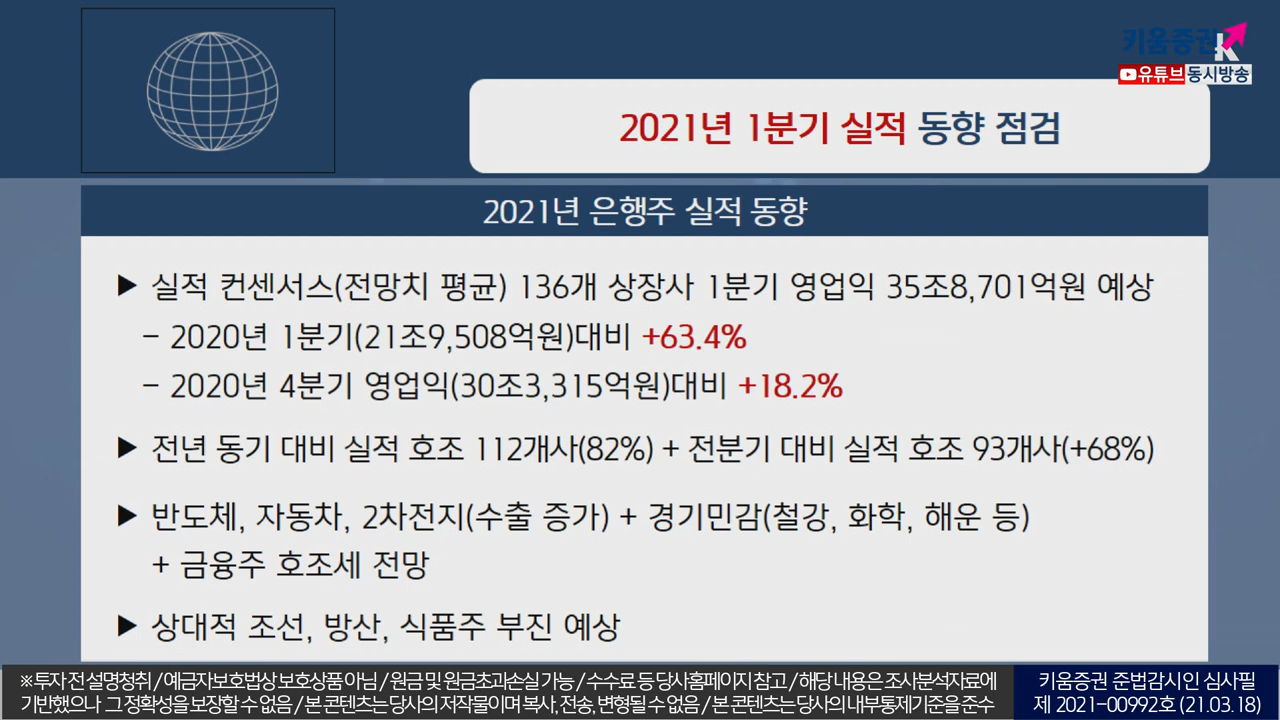 키움증권
유튜브 동시방송
2021년 1분기 실적 동향 점검
2021년 은행주 실적 동향
▶ 실적 컨센서스(전망치 평균) 136개 상장사 1분기 영업익 35조8,701억원 예상
- 2020년 1분기(21조9,508억원)대비 +63.4%
- 2020년 4분기 영업익(30조3,315억원)대비 +18.2%
▶ 전년 동기 대비 실적 호조 112개사(82%) + 전분기 대비 실적 호조 93개사(+68%)
▶ 반도체, 자동차, 2차전지(수출 증가) + 경기민감(철강, 화학, 해운 등)
+ 금융주 호조세 전망
▶ 상대적 조선, 방산, 식품주 부진 예상
※ 투자 전 설명청취 / 예금자보호법상 보호상품 아님 / 원금 및 원금초과손실 가능 / 수수료 등 당사홈페이지 참고 / 해당 내용은 조사분석자료에
기반했으나 그 정확성을 보장할 수 없음 / 본 콘텐츠는 당사의 저작물이며 복사, 전송, 변형될 수 없음 / 본 콘텐츠는 당사의 내부통제기준을 준수
키움증권 준법감시인 심사필
제 2021-00992호 (21.03.18)